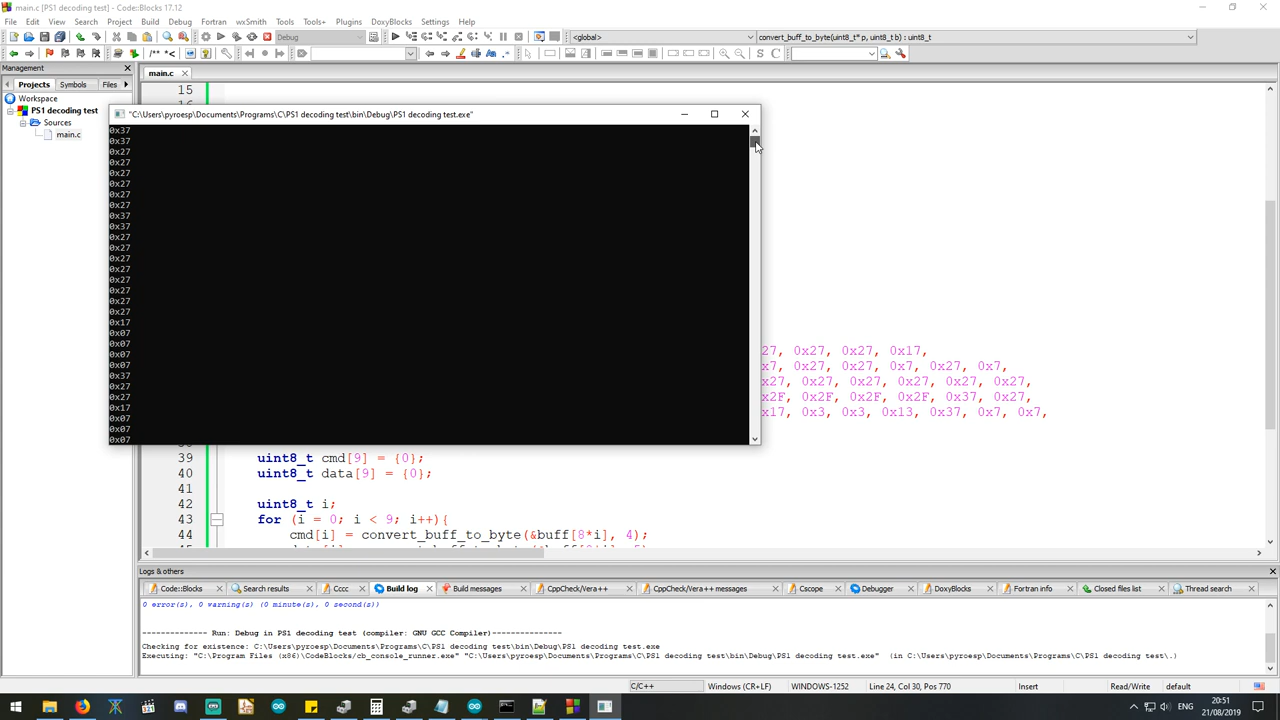 main.c [PS1 decoding test] - Code::Blocks 17.12
File Edit View Search Project Build Debug Fortran wxSmith Tools Tools+ Plugins DoxyBlocks Settings Help
Debug
<global>
convert_buff_to_byte(uint8_t* p, uint8_t b) : uint8_t
/** *<
S C
Management
Projects Symbols Files
main.c
Workspace
PS1 decoding test
Sources
main.c
15
"C:\Users\pyroesp\Documents\Programs\C\PS1 decoding test\bin\Debug\PS1 decoding test.exe"
0x37
0x37
0x27
0x27
0x27
0x27
0x27
0x27
0x37
0x37
0x27
0x27
0x27
0x27
0x27
0x27
0x27
0x27
0x17
0x07
0x07
0x07
0x07
0x37
0x27
0x27
0x17
0x07
0x07
0x07
27, 0x27, 0x27, 0x17,
0x7, 0x27, 0x27, 0x7, 0x27, 0x7,
0x27, 0x27, 0x27, 0x27, 0x27, 0x27,
0x2F, 0x2F, 0x2F, 0x2F, 0x37, 0x27,
0x17, 0x3, 0x3, 0x13, 0x37, 0x7, 0x7,
39 uint8_t cmd[9] = {0};
40 uint8_t data[9] = {0};
41
42 uint8_t i;
43 for (i = 0; i < 9; i++){
44 cmd[i] = convert_buff_to_byte(&buff[8*i], 4);
Logs & others
Code::Blocks Search results Cccc Build log Build messages CppCheck/Vera++ CppCheck/Vera++ messages Cscope Debugger DoxyBlocks Fortran info Closed files list Thread search
0 error(s), 0 warning(s) (0 minute(s), 0 second(s))
-------------- Run: Debug in PS1 decoding test (compiler: GNU GCC Compiler)---------------
Checking for existence: C:\Users\pyroesp\Documents\Programs\C\PS1 decoding test\bin\Debug\PS1 decoding test.exe
Executing: "C:\Program Files (x86)\CodeBlocks/cb_console_runner.exe" "C:\Users\pyroesp\Documents\Programs\C\PS1 decoding test\bin\Debug\PS1 decoding test.exe" (in C:\Users\pyroesp\Documents\Programs\C\PS1 decoding test\.)
C/C++ Windows (CR+LF) WINDOWS-1252 Line 24, Col 30, Pos 770 Insert Read/Write default
ENG
20:51
21/08/2019